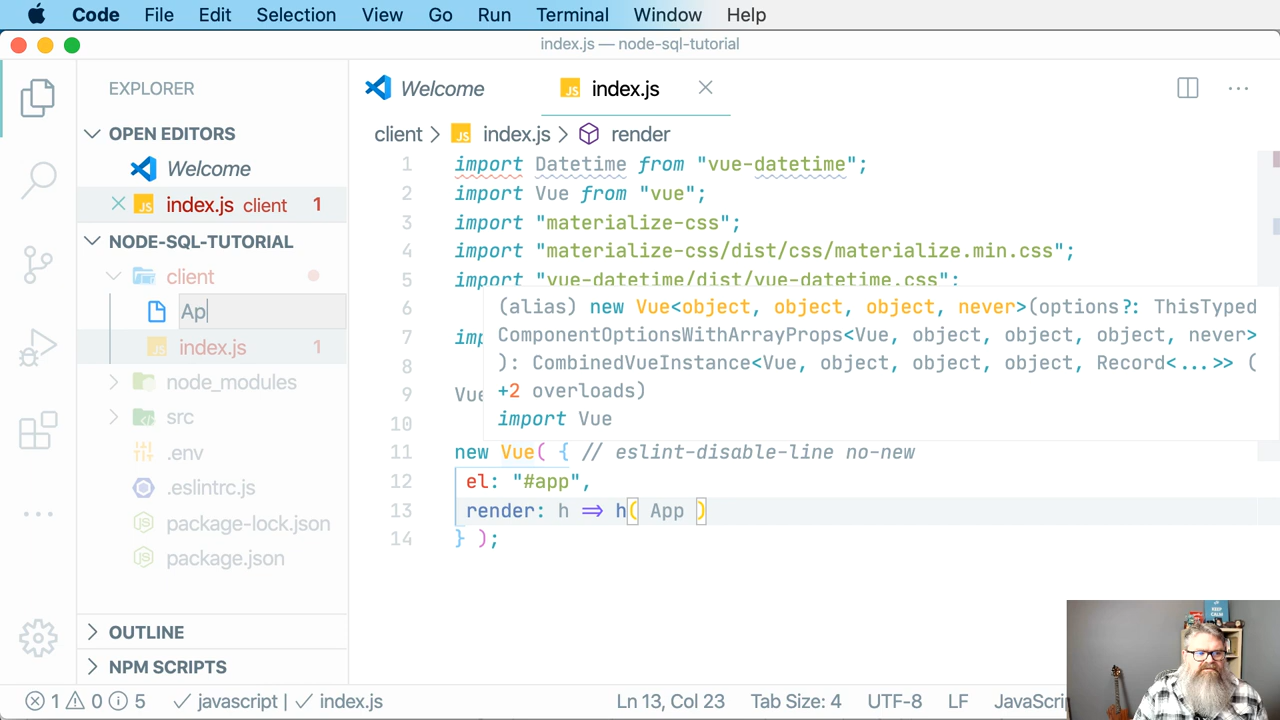 Code File Edit Selection View Go Run Terminal Window Help
index.js — node-sql-tutorial
EXPLORER
OPEN EDITORS
Welcome
index.js client 1
NODE-SQL-TUTORIAL
client
Ap
index.js 1
node_modules
src
.env
.eslintrc.js
package-lock.json
package.json
OUTLINE
NPM SCRIPTS
Welcome
JS index.js
client > JS index.js > render
1 import Datetime from "vue-datetime";
2 import Vue from "vue";
3 import "materialize-css";
4 import "materialize-css/dist/css/materialize.min.css";
5 import "vue-datetime/dist/vue-datetime.css";
6
7 imp
8
9 Vue
10
(alias) new Vue<object, object, object, never>(options?: ThisTyped
ComponentOptionsWithArrayProps<Vue, object, object, object, never>
): CombinedVueInstance<Vue, object, object, object, Record<...>> (
+2 overloads)
import Vue
11 new Vue( { // eslint-disable-line no-new
12 el: "#app",
13 render: h => h( App )
14 } );
1 0 5 javascript | index.js Ln 13, Col 23 Tab Size: 4 UTF-8 LF JavaScri
KEEP
CALM